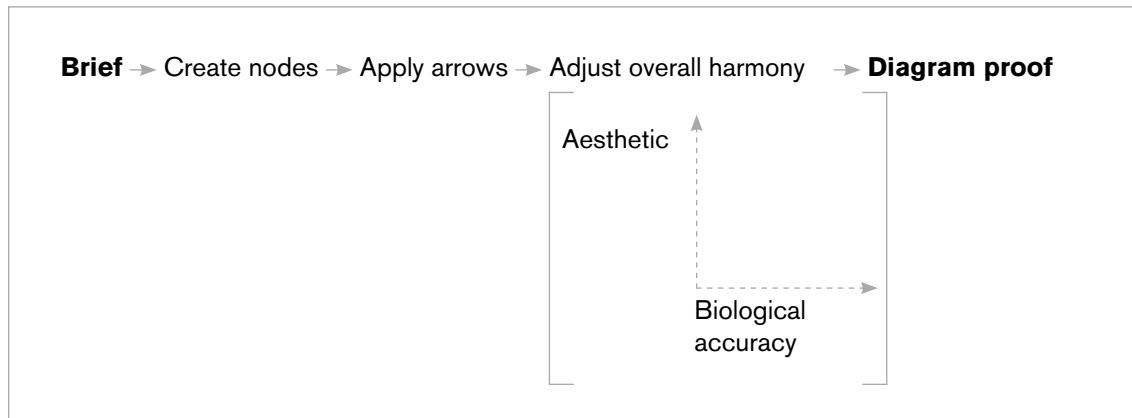 Brief Create nodes Apply arrows Adjust overall harmony Diagram proof
Aesthetic
Biological
accuracy